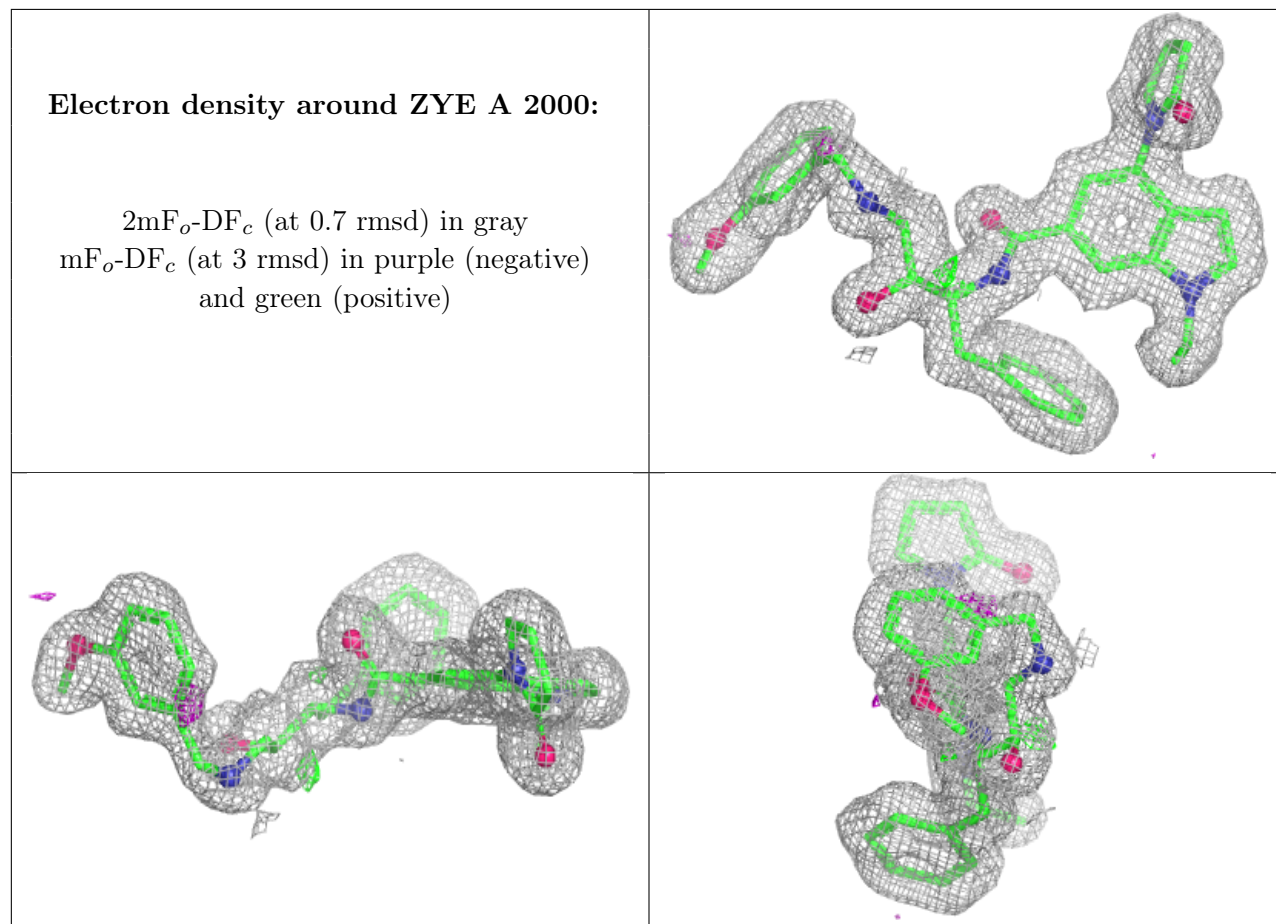 Electron density around ZYE A 2000:
2mFo-DFc (at 0.7 rmsd) in gray
mFo-DFc (at 3 rmsd) in purple (negative)
and green (positive)